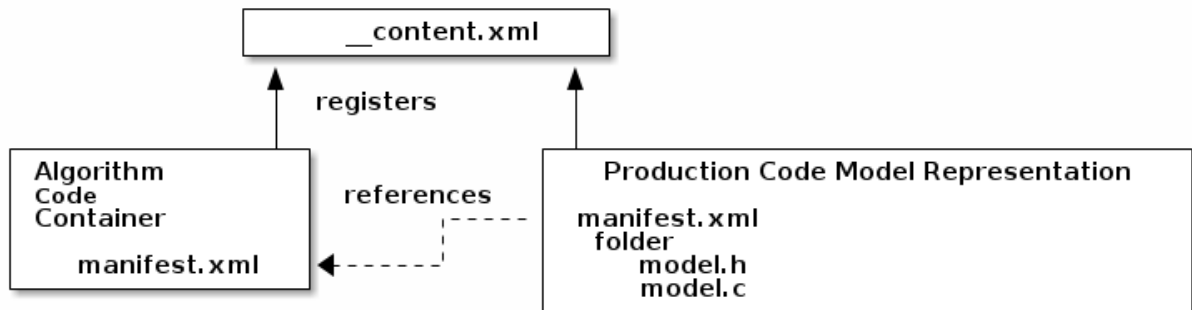 __content.xml
registers
Algorithm
Code
Container
manifest.xml
references
Production Code Model Representation
manifest.xml
folder
model.h
model.c